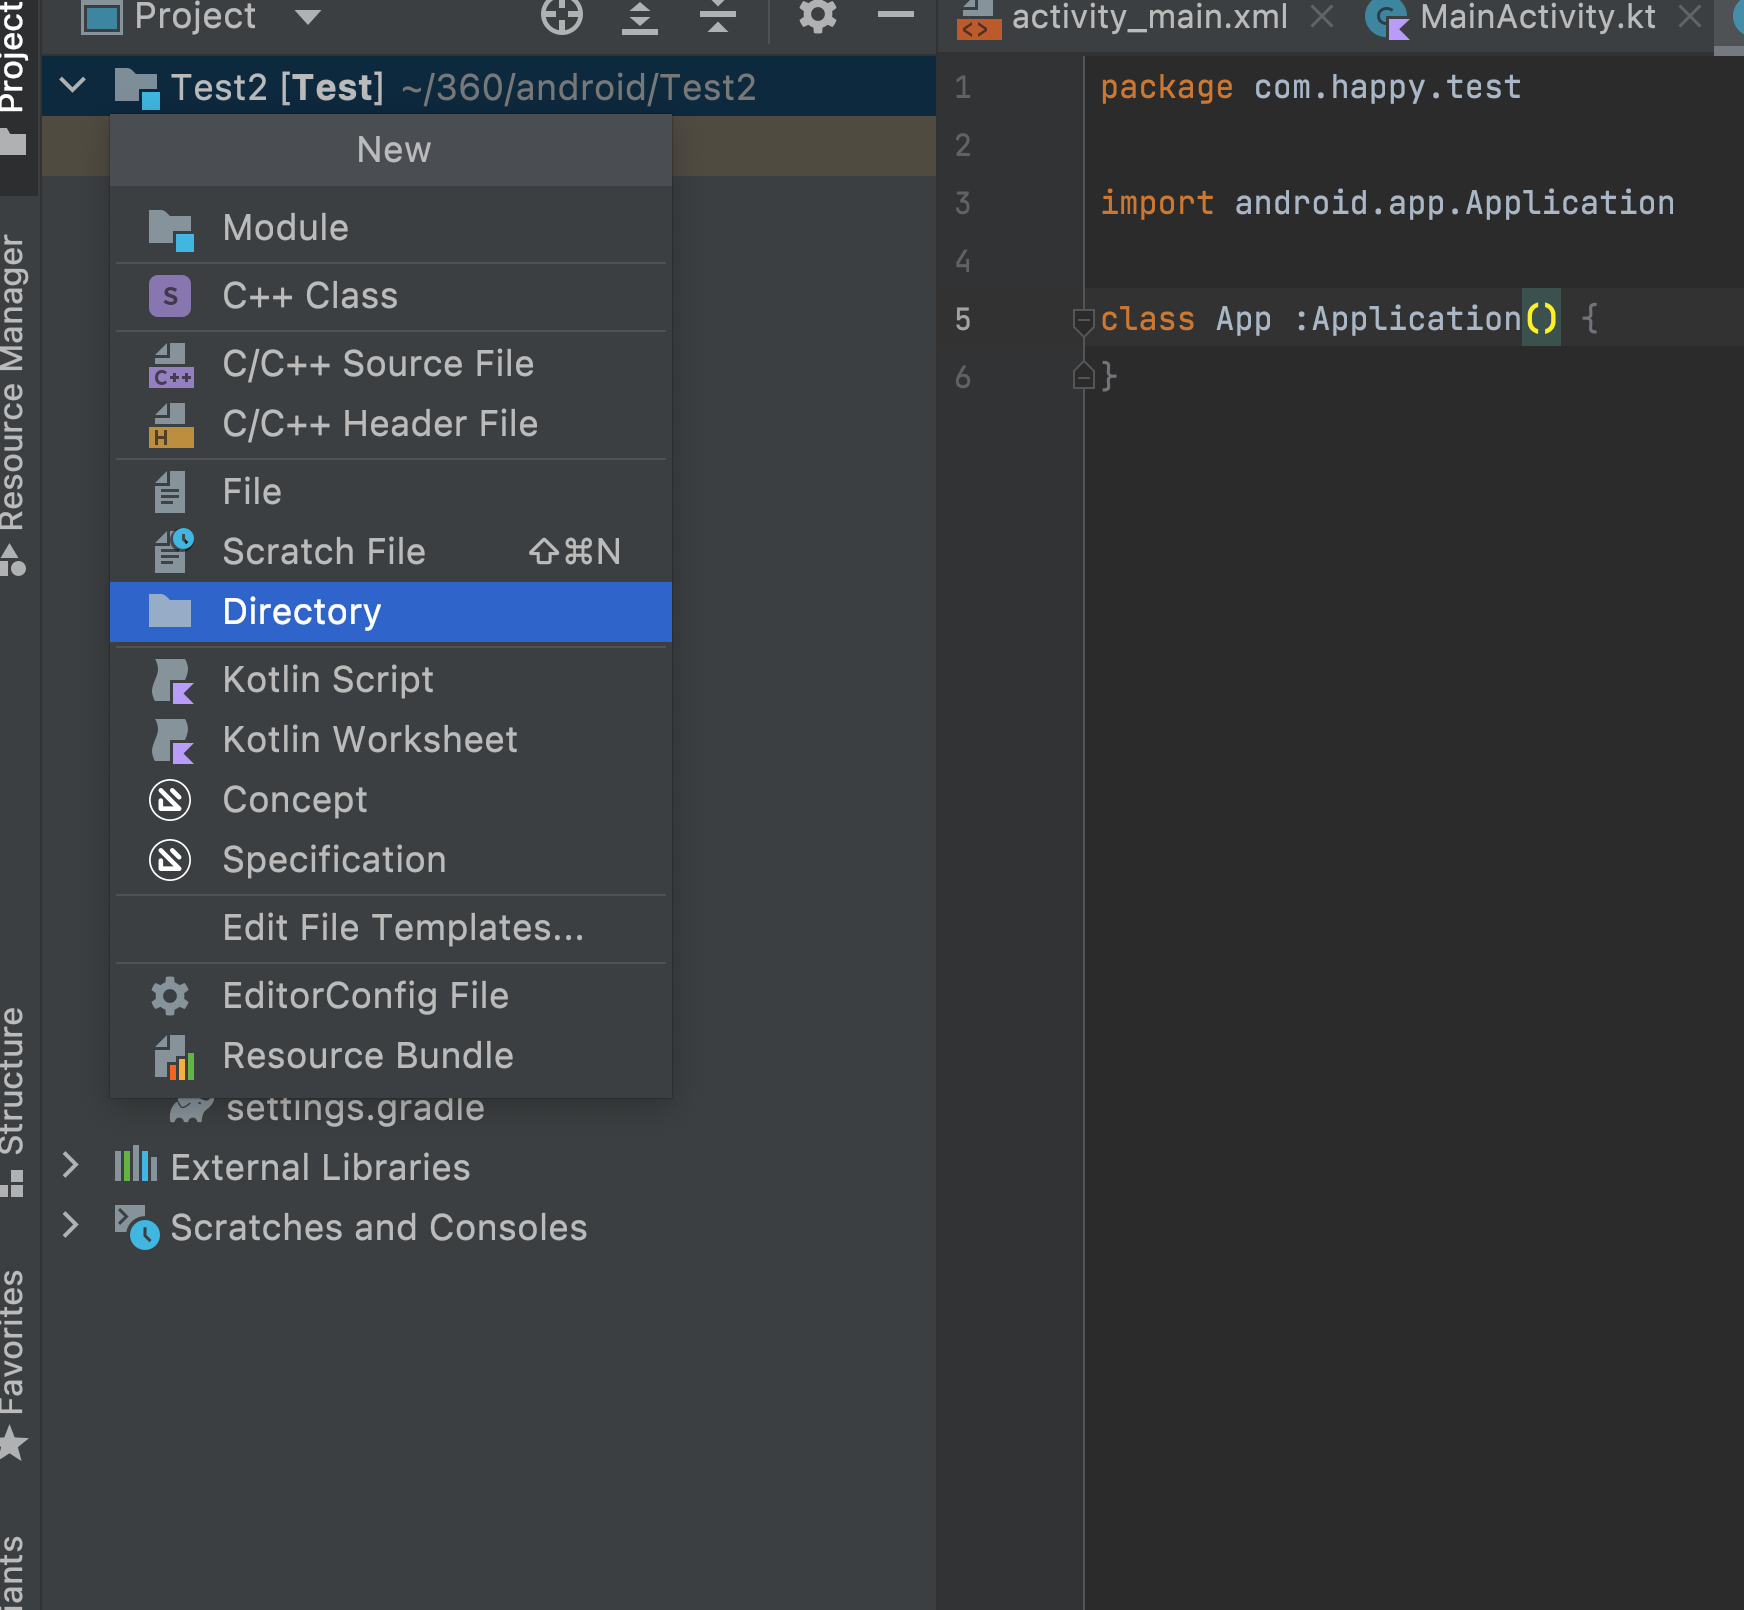 Project
activity_main.xml
MainActivity.kt
Project
Resource Manager
Structure
Favorites
Test2 [Test] ~/360/android/Test2
New
Module
S C++ Class
C++ C/C++ Source File
H C/C++ Header File
File
Scratch File ⇧⌘N
Directory
Kotlin Script
Kotlin Worksheet
Concept
Specification
Edit File Templates...
EditorConfig File
Resource Bundle
settings.gradle
External Libraries
Scratches and Consoles
1 package com.happy.test
2
3 import android.app.Application
4
5 class App :Application() {
6 }